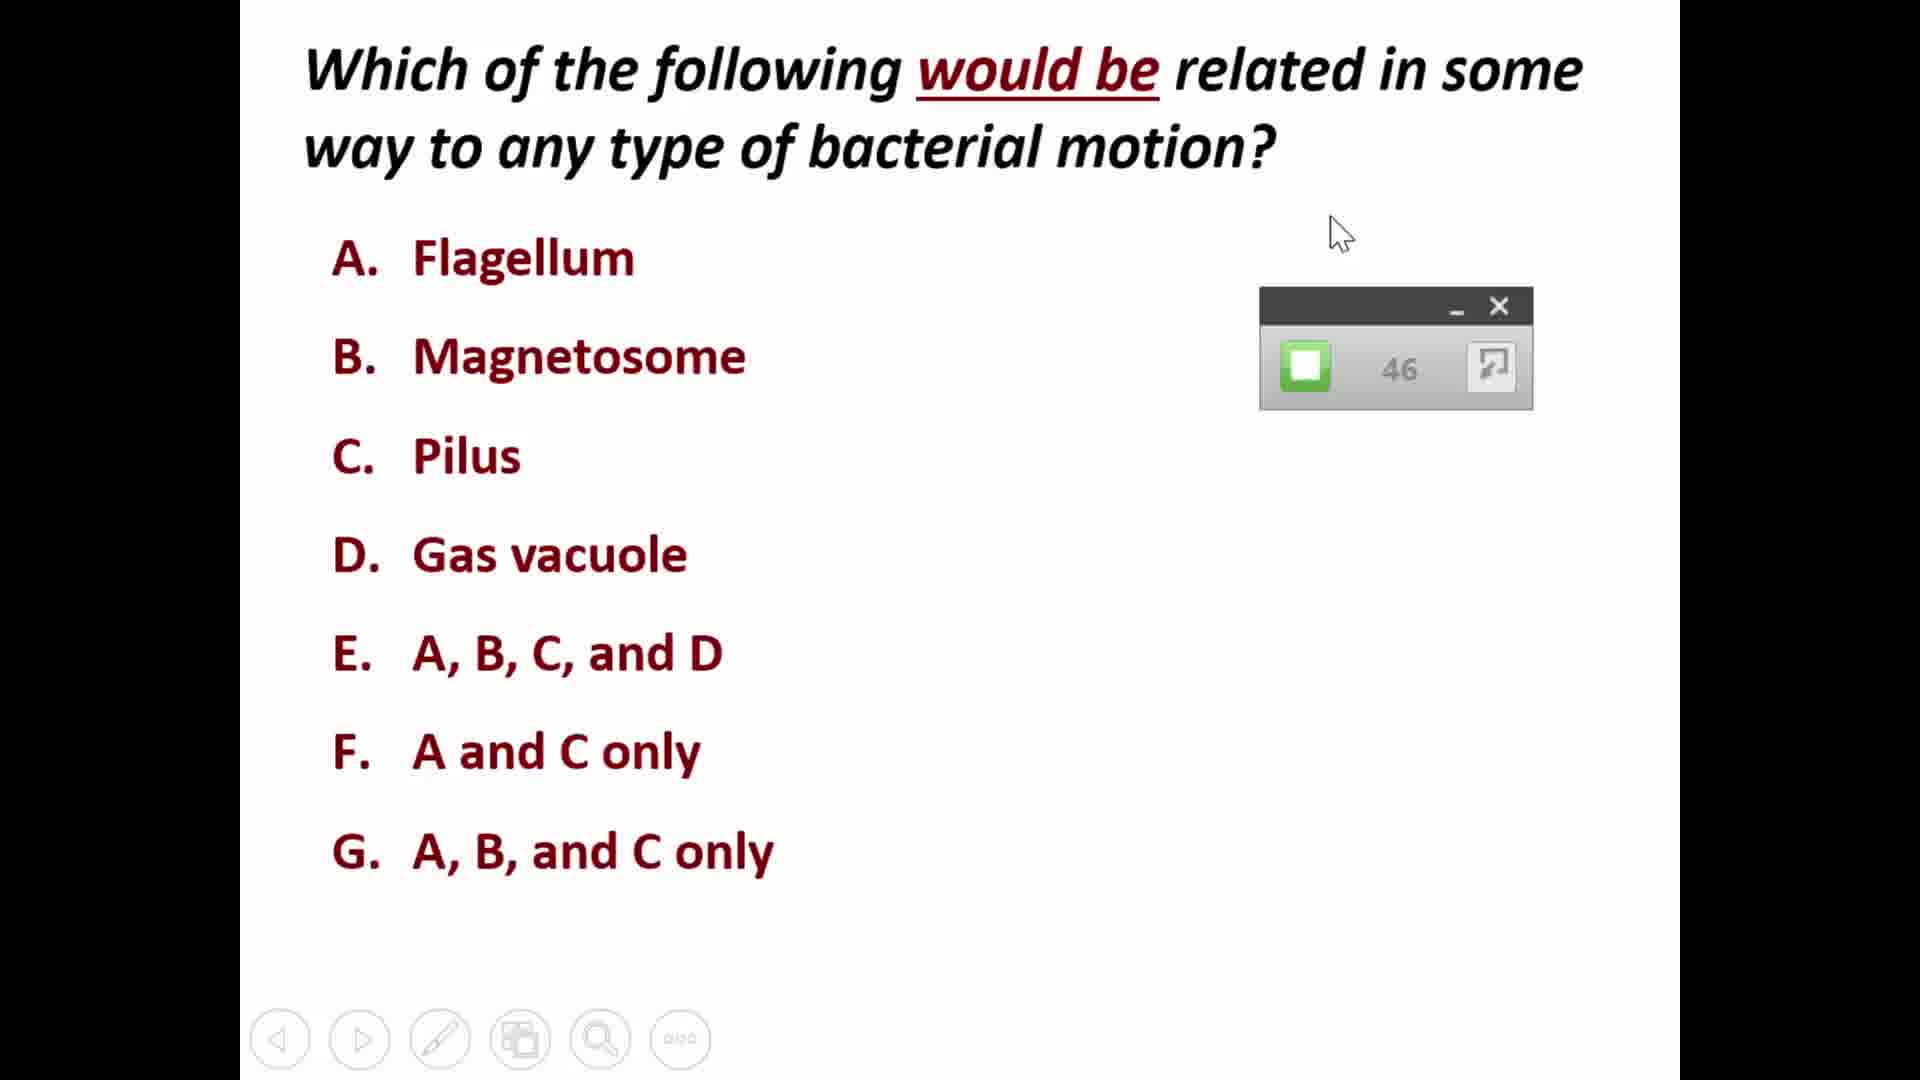 Which of the following would be related in some
way to any type of bacterial motion?
A. Flagellum
B. Magnetosome
C. Pilus
D. Gas vacuole
E. A, B, C, and D
F. A and C only
G. A, B, and C only
46